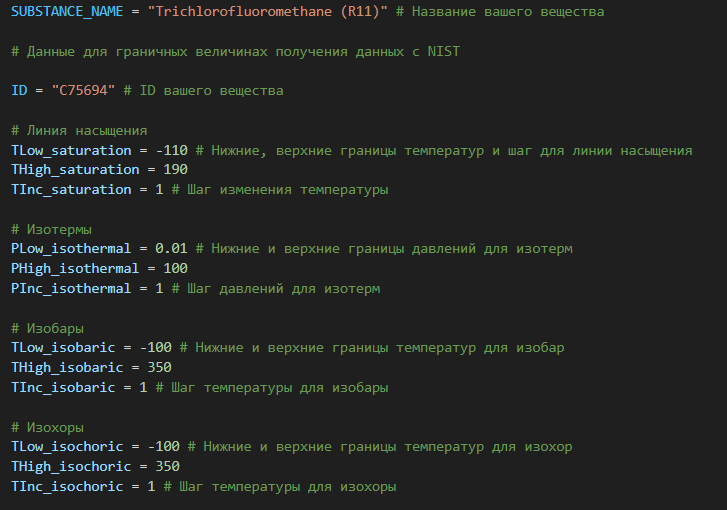 SUBSTANCE_NAME = "Trichlorofluoromethane (R11)" # Название вашего вещества
# Данные для граничных величинах получения данных с NIST
ID = "C75694" # ID вашего вещества
# Линия насыщения
TLow_saturation = -110 # Нижние, верхние границы температур и шаг для линии насыщения
THigh_saturation = 190
TInc_saturation = 1 # Шаг изменения температуры
# Изотермы
PLow_isothermal = 0.01 # Нижние и верхние границы давлений для изотерм
PHigh_isothermal = 100
PInc_isothermal = 1 # Шаг давлений для изотерм
# Изобары
TLow_isobaric = -100 # Нижние и верхние границы температур для изобар
THigh_isobaric = 350
TInc_isobaric = 1 # Шаг температуры для изобары
# Изохоры
TLow_isochoric = -100 # Нижние и верхние границы температур для изохор
THigh_isochoric = 350
TInc_isochoric = 1 # Шаг температуры для изохоры